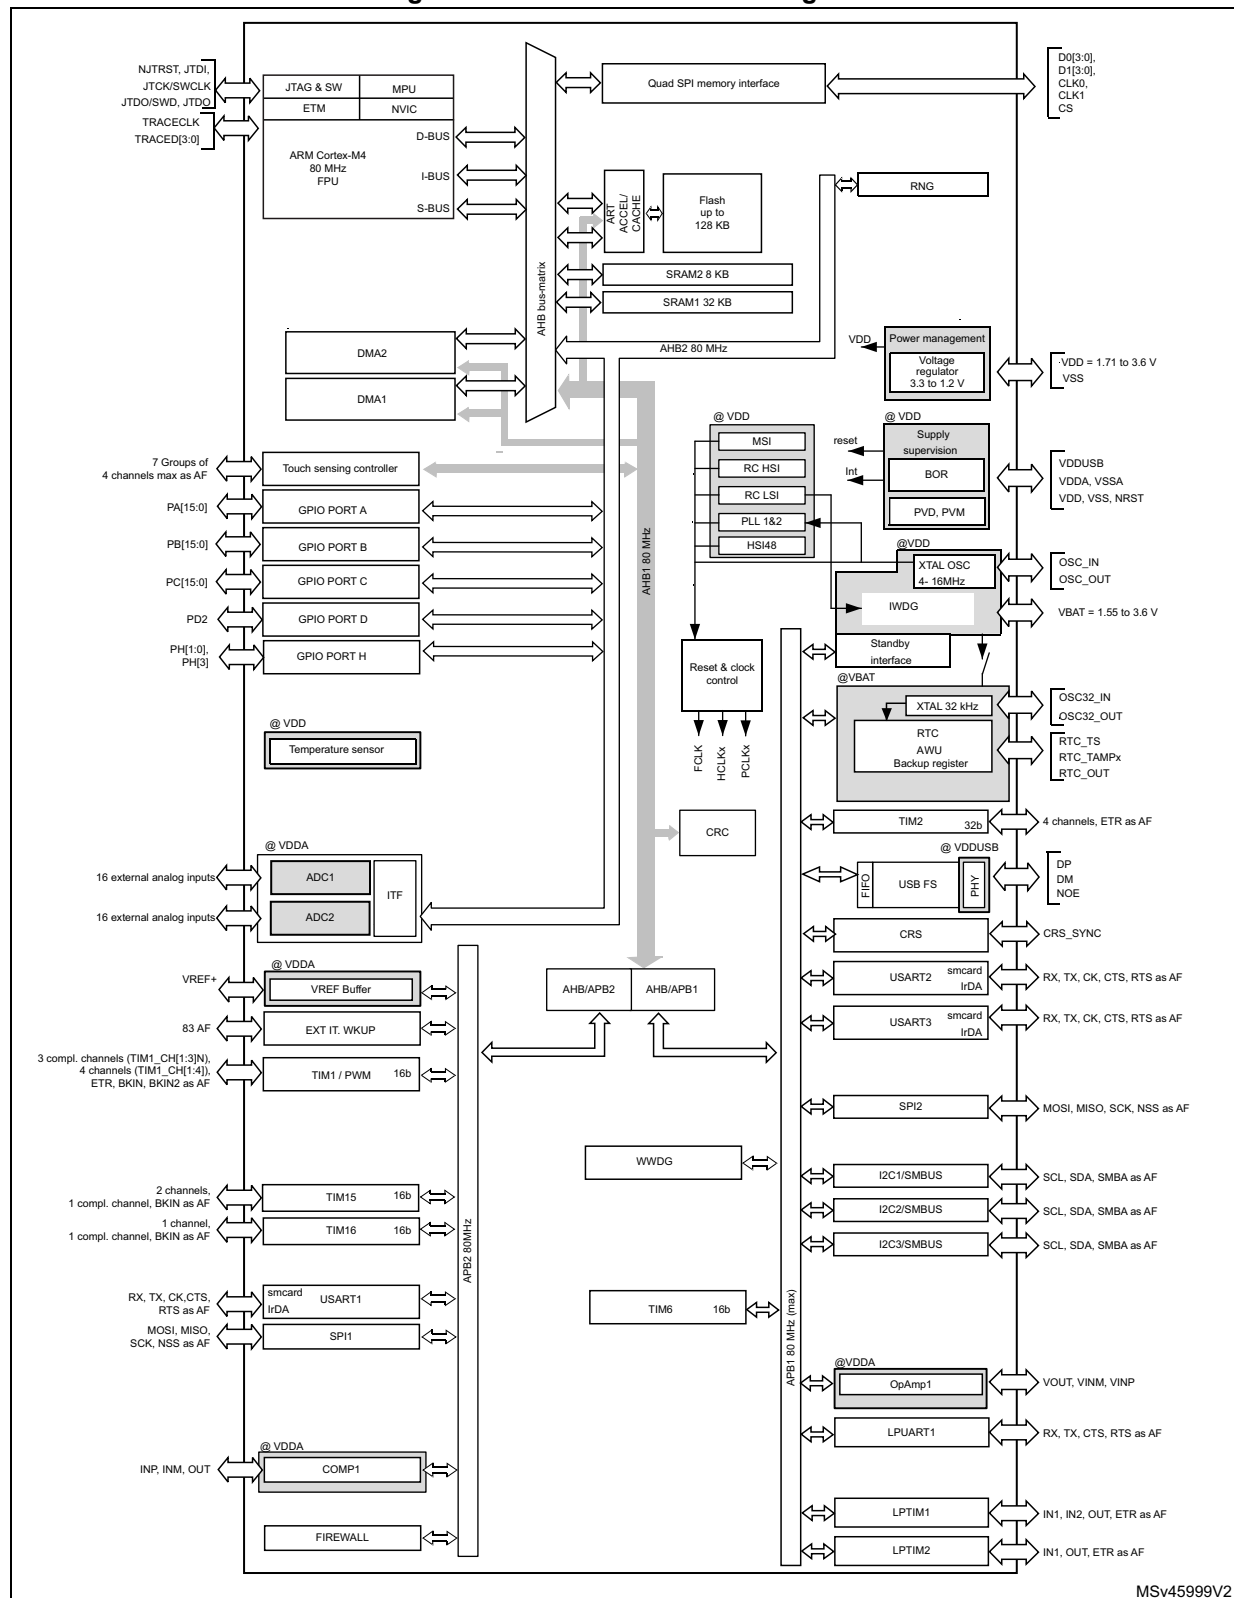 NJTRST, JTDI,
JTCK/SWCLK
JTDO/SWD, JTDO
TRACECLK
TRACED[3:0]
JTAG & SW
MPU
ETM
NVIC
ARM Cortex-M4
80 MHz
FPU
D-BUS
I-BUS
S-BUS
AHB bus-matrix
Quad SPI memory interface
D0[3:0],
D1[3:0],
CLK0,
CLK1
CS
ART
ACCEL/
CACHE
Flash
up to
128 KB
RNG
SRAM2 8 KB
SRAM1 32 KB
AHB2 80 MHz
DMA2
DMA1
VDD
Power management
Voltage
regulator
3.3 to 1.2 V
VDD = 1.71 to 3.6 V
VSS
@ VDD
MSI
RC HSI
RC LSI
PLL 1&2
HSI48
@ VDD
reset
Int
Supply
supervision
BOR
PVD, PVM
VDDUSB
VDDA, VSSA
VDD, VSS, NRST
7 Groups of
4 channels max as AF
Touch sensing controller
PA[15:0]
GPIO PORT A
PB[15:0]
GPIO PORT B
PC[15:0]
GPIO PORT C
PD2
GPIO PORT D
PH[1:0],
PH[3]
GPIO PORT H
AHB1 80 MHz
@VDD
XTAL OSC
4- 16MHz
IWDG
OSC_IN
OSC_OUT
VBAT = 1.55 to 3.6 V
Standby
interface
Reset & clock
control
FCLK
HCLKx
PCLKx
@VBAT
XTAL 32 kHz
RTC
AWU
Backup register
OSC32_IN
OSC32_OUT
RTC_TS
RTC_TAMPx
RTC_OUT
@ VDD
Temperature sensor
CRC
TIM2
32b
4 channels, ETR as AF
@ VDDUSB
FIFO
USB FS
PHY
DP
DM
NOE
@ VDDA
16 external analog inputs
ADC1
ITF
16 external analog inputs
ADC2
CRS
CRS_SYNC
@ VDDA
VREF+
VREF Buffer
AHB/APB2
AHB/APB1
USART2
smcard
IrDA
RX, TX, CK, CTS, RTS as AF
83 AF
EXT IT. WKUP
USART3
smcard
IrDA
RX, TX, CK, CTS, RTS as AF
3 compl. channels (TIM1_CH[1:3]N),
4 channels (TIM1_CH[1:4]),
ETR, BKIN, BKIN2 as AF
TIM1 / PWM
16b
SPI2
MOSI, MISO, SCK, NSS as AF
WWDG
I2C1/SMBUS
SCL, SDA, SMBA as AF
2 channels,
1 compl. channel, BKIN as AF
TIM15
16b
I2C2/SMBUS
SCL, SDA, SMBA as AF
1 channel,
1 compl. channel, BKIN as AF
TIM16
16b
I2C3/SMBUS
SCL, SDA, SMBA as AF
APB2 80MHz
RX, TX, CK,CTS,
RTS as AF
smcard
IrDA
USART1
TIM6
16b
MOSI, MISO,
SCK, NSS as AF
SPI1
APB1 80 MHz (max)
@VDDA
OpAmp1
VOUT, VINM, VINP
LPUART1
RX, TX, CTS, RTS as AF
@ VDDA
INP, INM, OUT
COMP1
LPTIM1
IN1, IN2, OUT, ETR as AF
FIREWALL
LPTIM2
IN1, OUT, ETR as AF
MSv45999V2